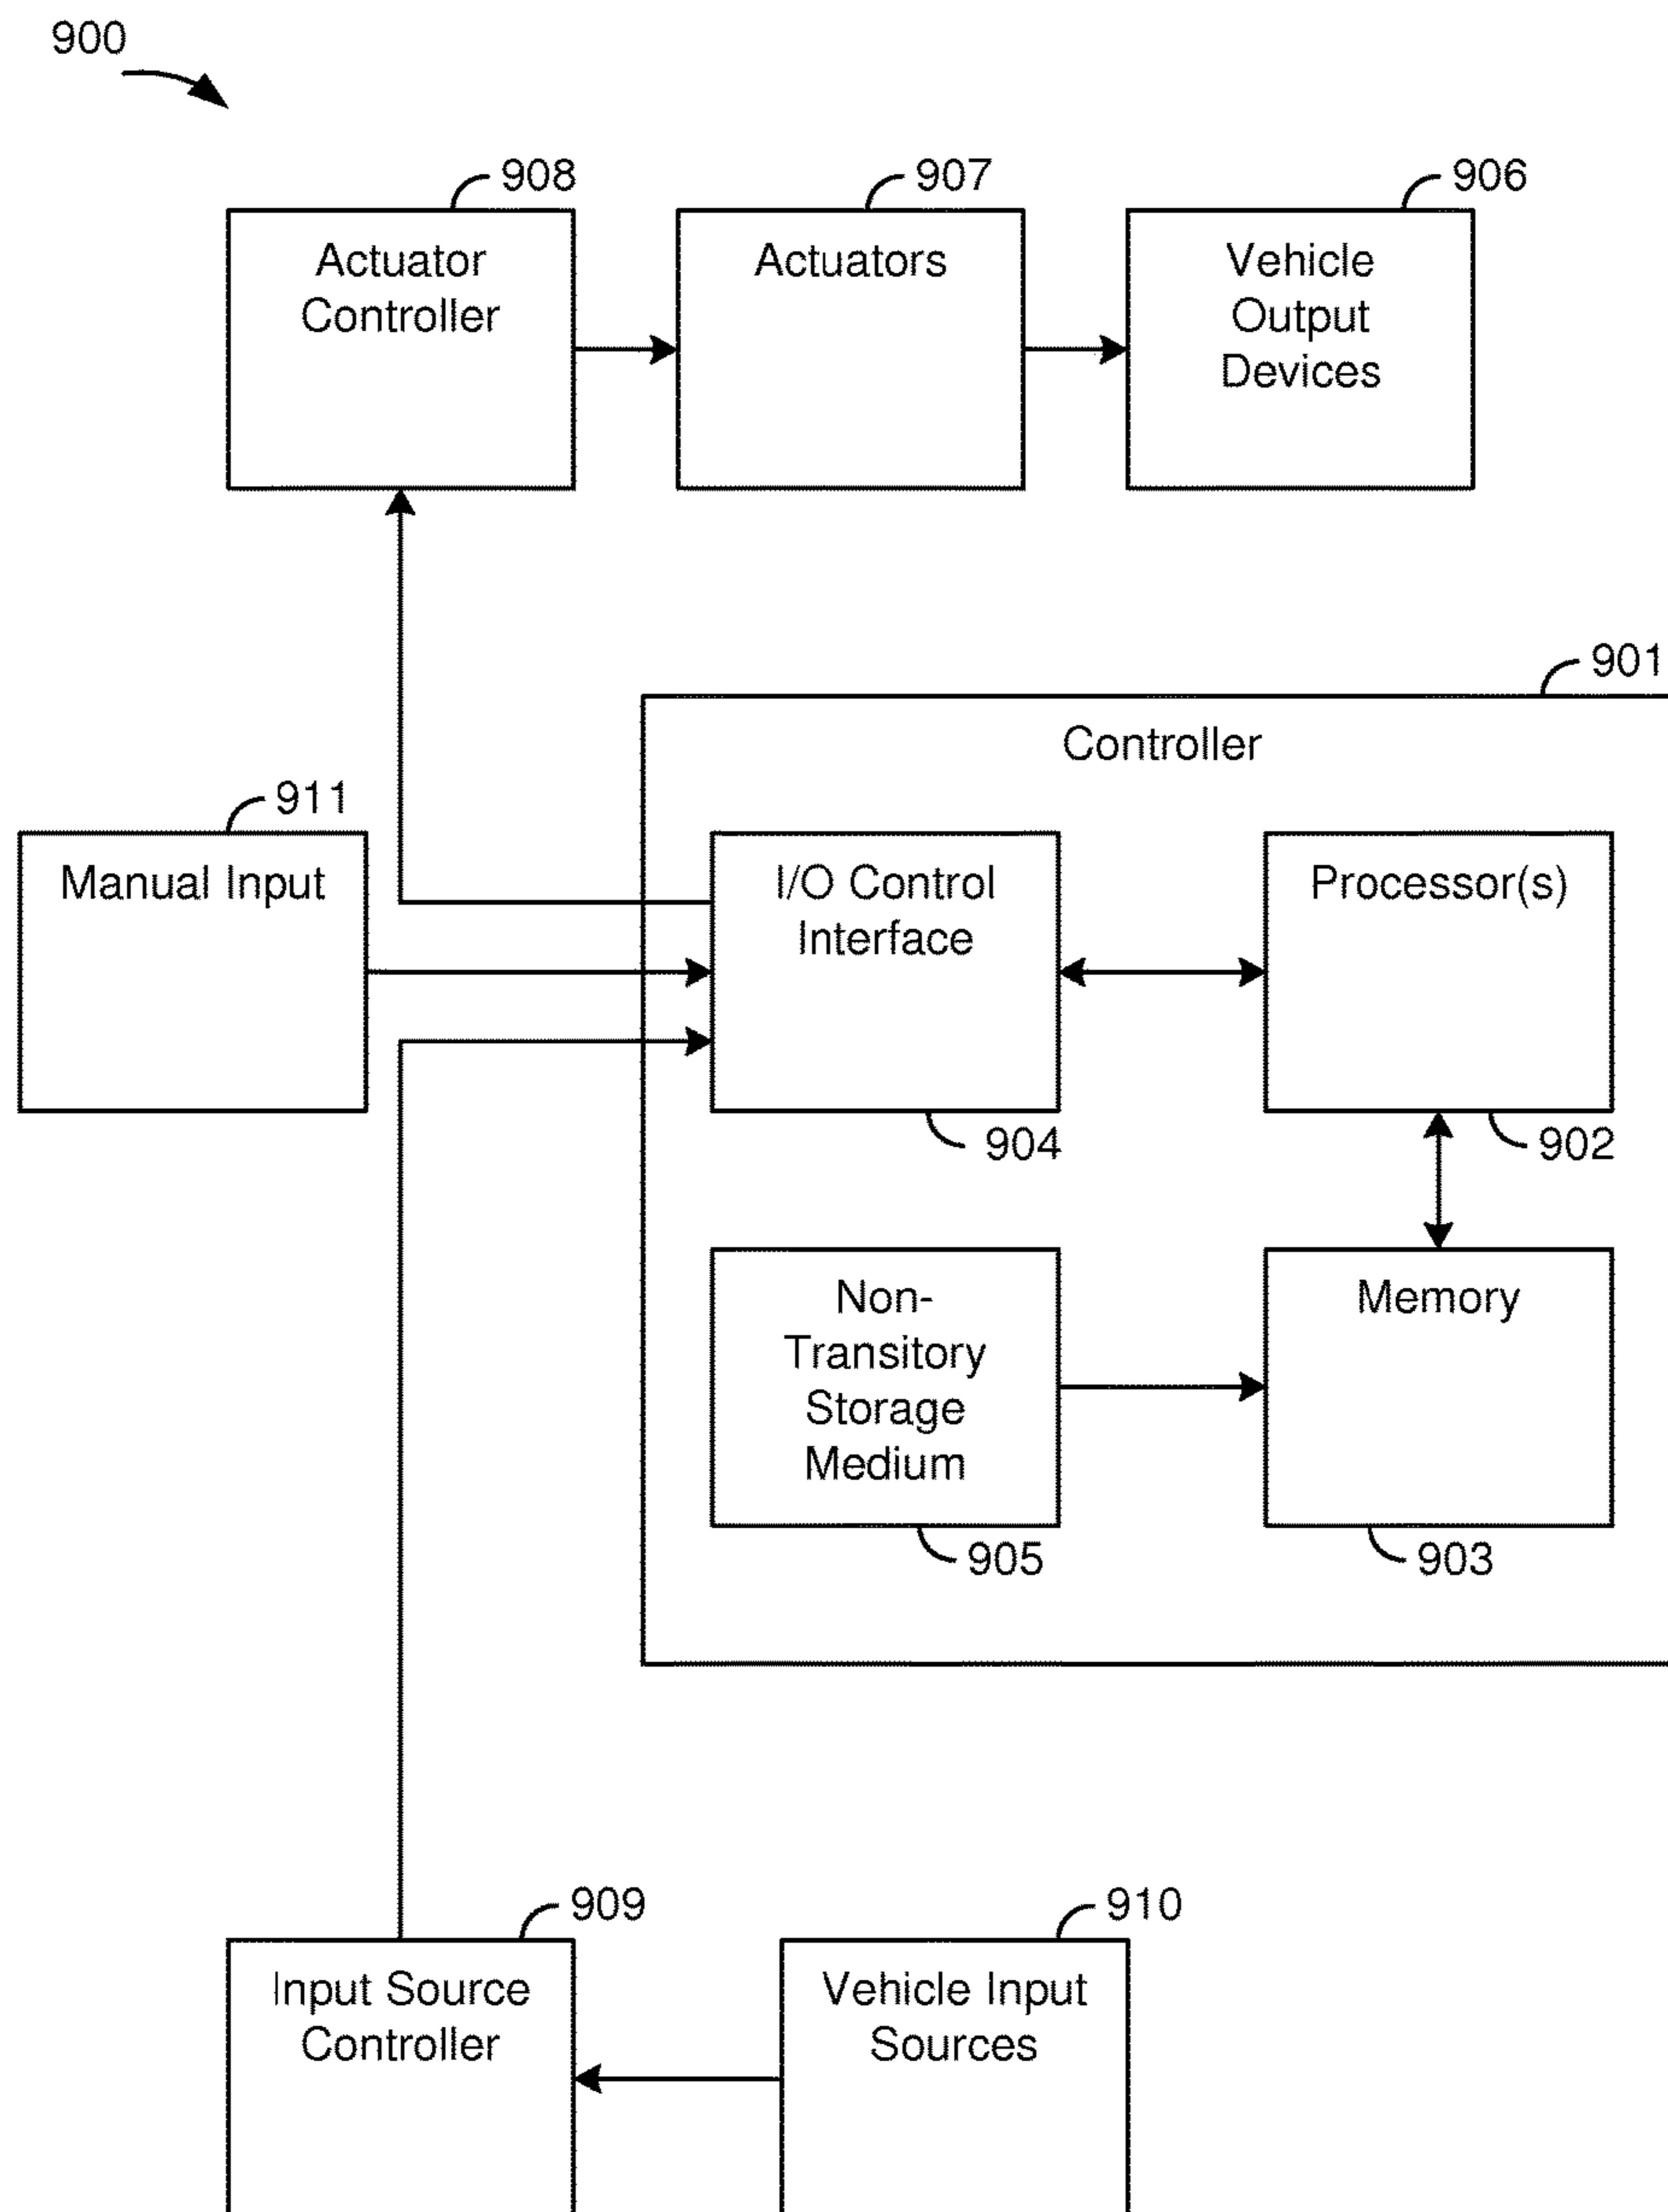 900
908
907
906
Actuator
Controller
Actuators
Vehicle
Output
Devices
901
Controller
911
Manual Input
I/O Control
Interface
Processor(s)
904
902
Non-
Transitory
Storage
Medium
Memory
905
903
909
910
Input Source
Controller
Vehicle Input
Sources